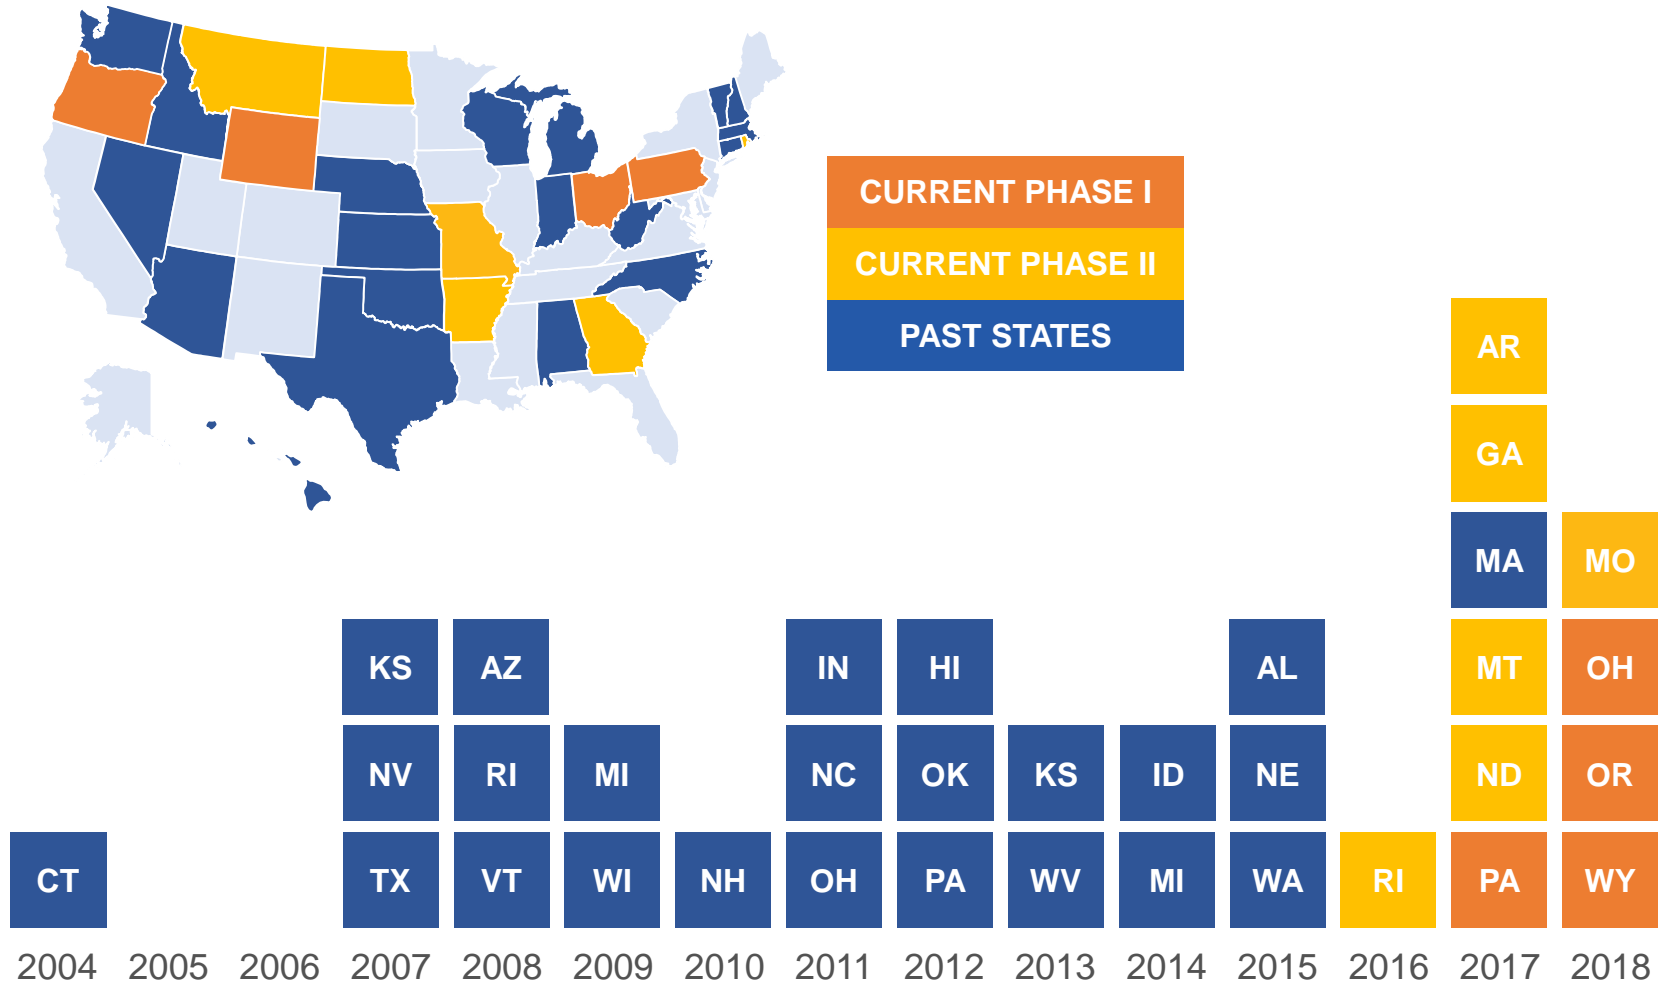 CURRENT PHASE I
CURRENT PHASE II
PAST STATES
AR
GA
MA MO
KS AZ IN HI AL MT OH
NV RI MI NC OK KS ID NE ND OR
CT TX VT WI NH OH PA WV MI WA RI PA WY
2004 2005 2006 2007 2008 2009 2010 2011 2012 2013 2014 2015 2016 2017 2018